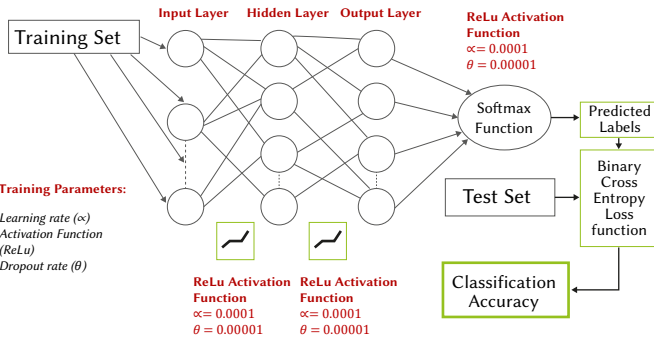 Input Layer
Hidden Layer
Output Layer
Training Set
ReLu Activation
Function
∝= 0.0001
θ = 0.00001
Softmax
Function
Predicted
Labels
Training Parameters:
Learning rate (∝)
Activation Function
(ReLu)
Dropout rate (θ)
Test Set
Binary
Cross
Entropy
Loss
function
ReLu Activation
Function
∝= 0.0001
θ = 0.00001
ReLu Activation
Function
∝= 0.0001
θ = 0.00001
Classification
Accuracy